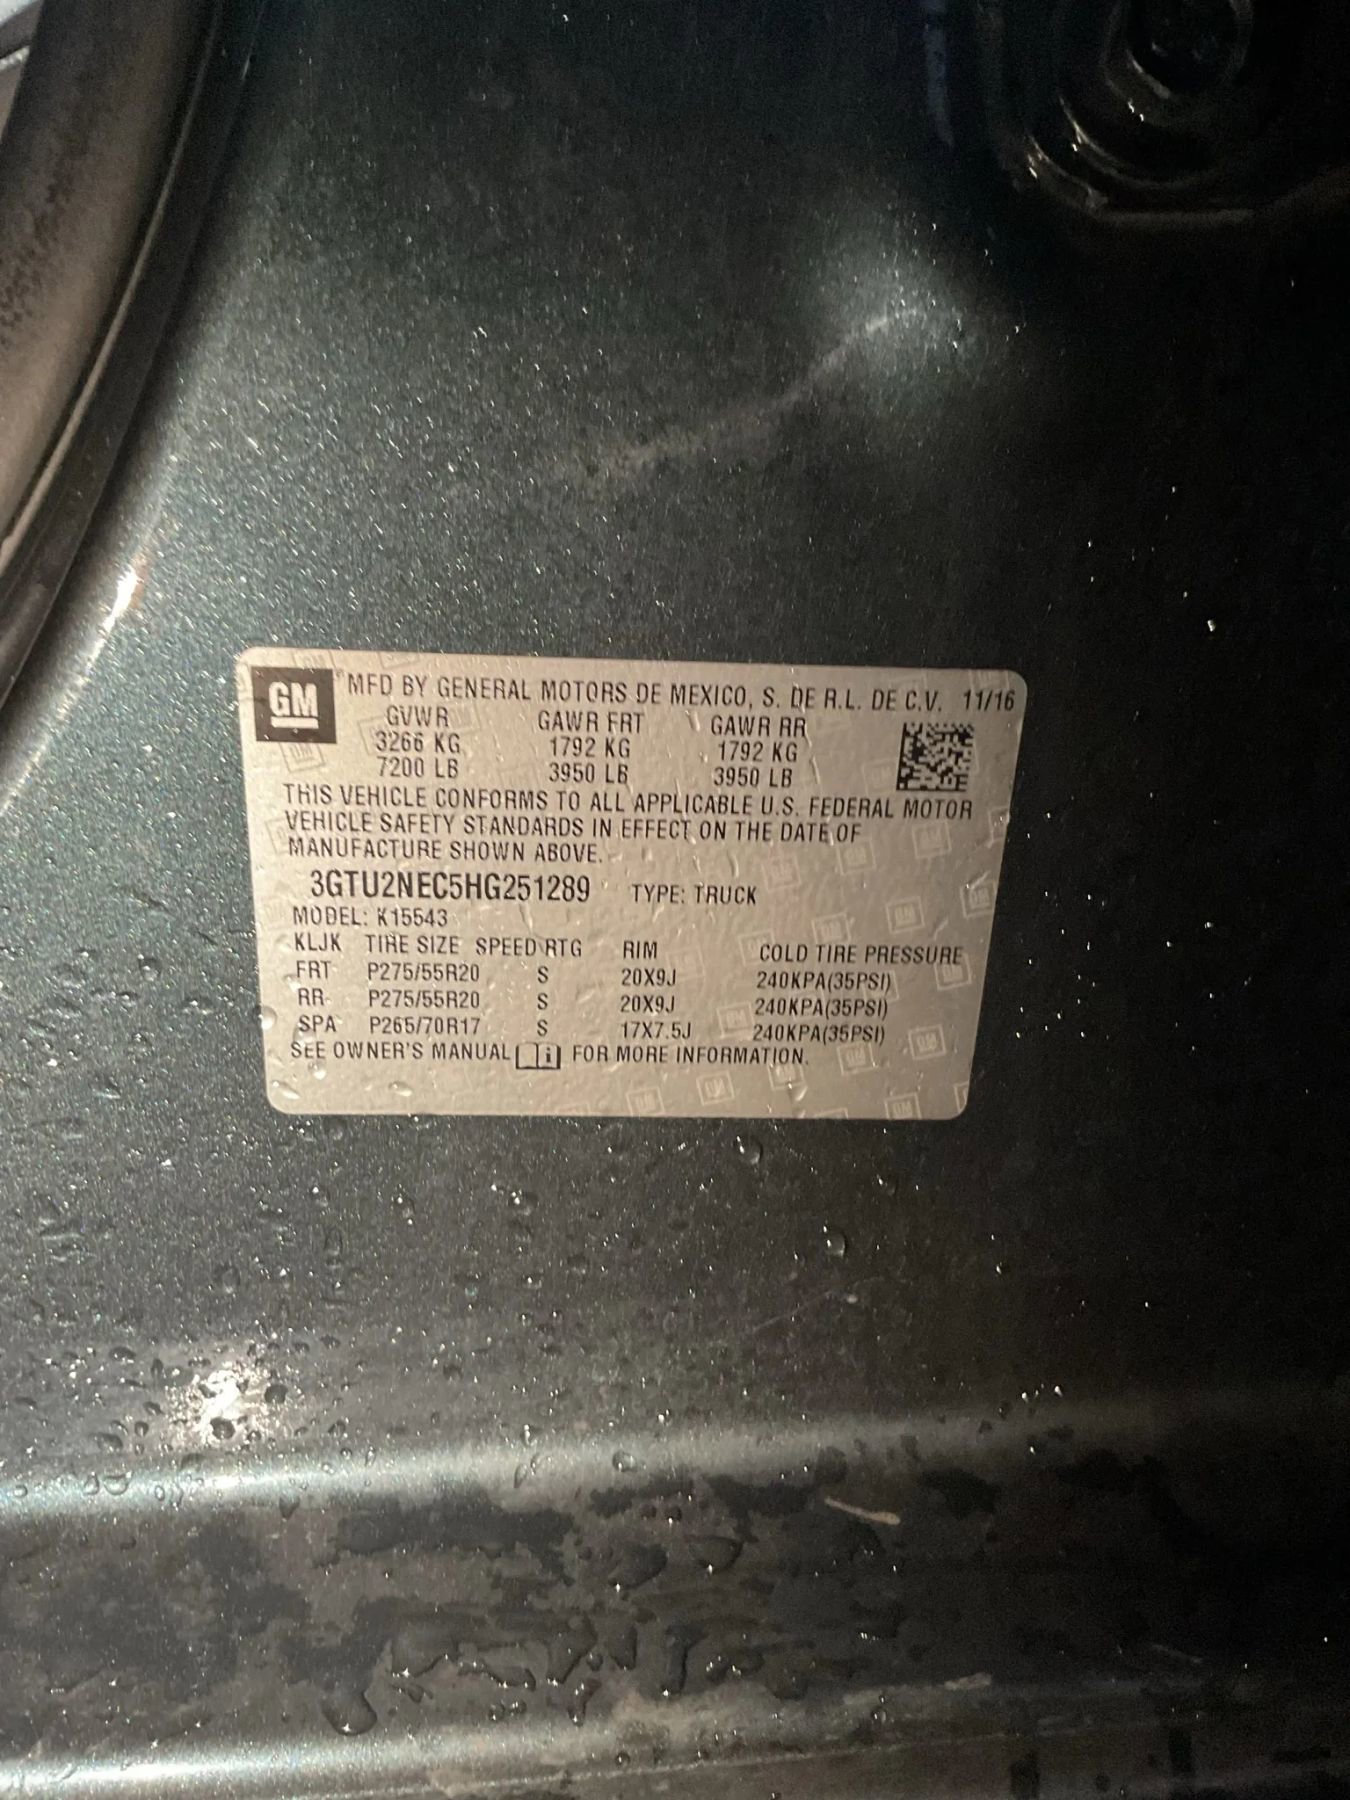 GM ® MFD BY GENERAL MOTORS DE MEXICO, S. DE R.L. DE C.V. 11/16
GVWR GAWR FRT GAWR RR
3266 KG 1792 KG 1792 KG
7200 LB 3950 LB 3950 LB
THIS VEHICLE CONFORMS TO ALL APPLICABLE U.S. FEDERAL MOTOR
VEHICLE SAFETY STANDARDS IN EFFECT ON THE DATE OF
MANUFACTURE SHOWN ABOVE.
3GTU2NEC5HG251289 TYPE: TRUCK
MODEL: K15543
KLJK TIRE SIZE SPEED RTG RIM COLD TIRE PRESSURE
FRT P275/55R20 S 20X9J 240KPA(35PSI)
RR P275/55R20 S 20X9J 240KPA(35PSI)
SPA P265/70R17 S 17X7.5J 240KPA(35PSI)
SEE OWNER'S MANUAL i FOR MORE INFORMATION.